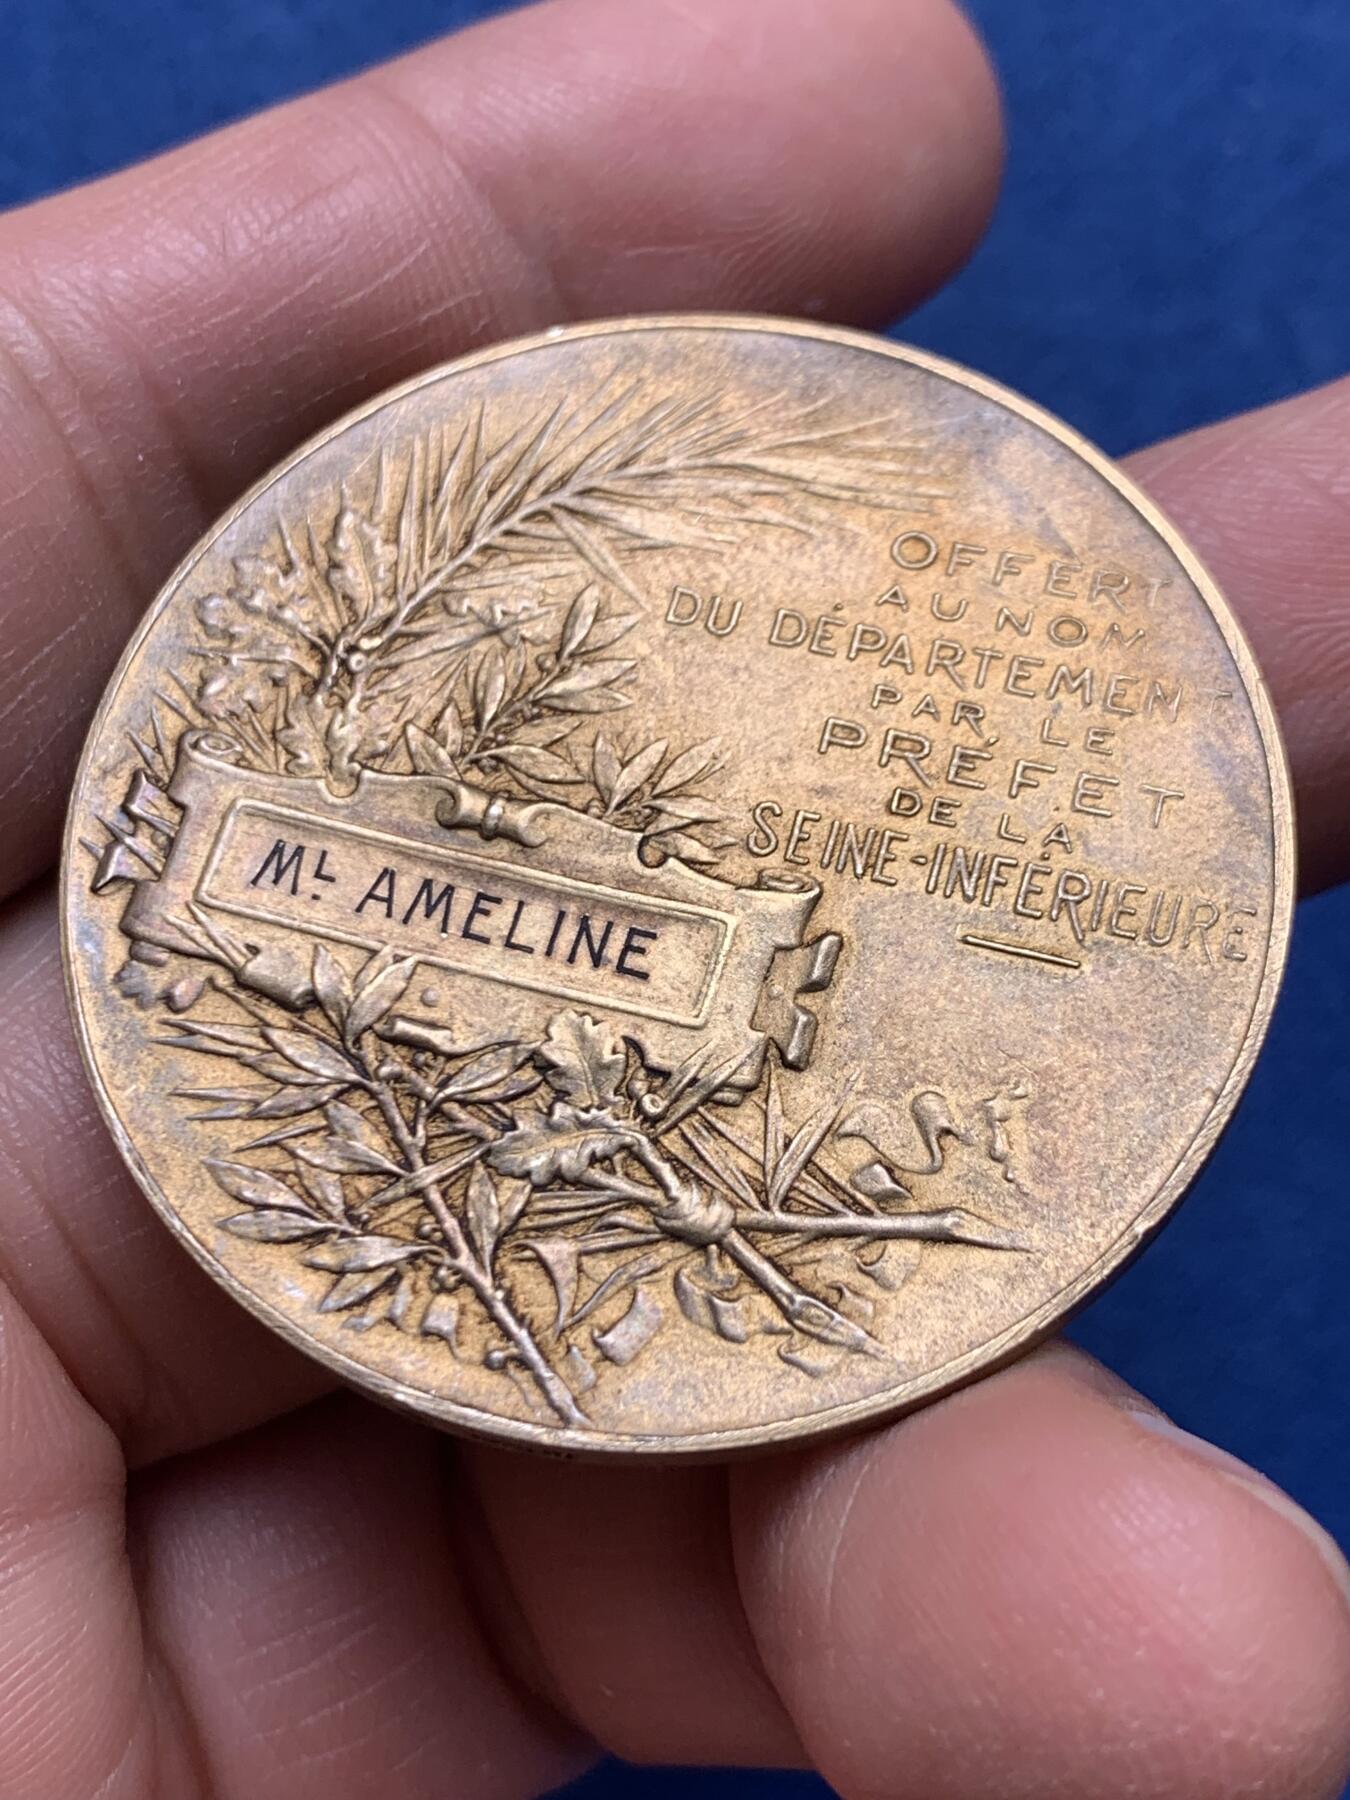 OFFERT
AU NOM
DU DÉPARTEMENT
PAR LE
PRÉFET
DE LA
SEINE-INFÉRIEURE
ML AMELINE